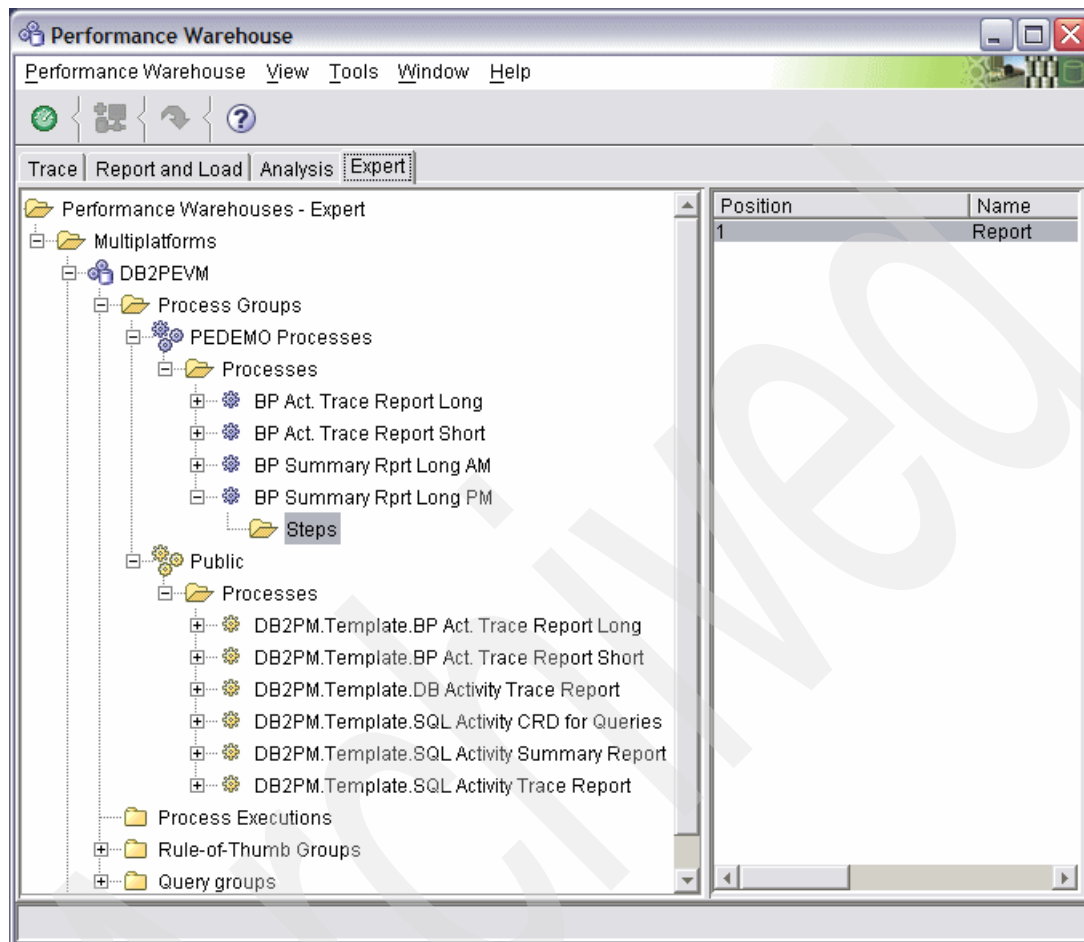 Performance Warehouse
Performance Warehouse View Tools Window Help
Trace Report and Load Analysis Expert
Performance Warehouses - Expert
Multiplatforms
DB2PEVM
Process Groups
PEDEMO Processes
Processes
BP Act. Trace Report Long
BP Act. Trace Report Short
BP Summary Rprt Long AM
BP Summary Rprt Long PM
Steps
Public
Processes
DB2PM.Template.BP Act. Trace Report Long
DB2PM.Template.BP Act. Trace Report Short
DB2PM.Template.DB Activity Trace Report
DB2PM.Template.SQL Activity CRD for Queries
DB2PM.Template.SQL Activity Summary Report
DB2PM.Template.SQL Activity Trace Report
Process Executions
Rule-of-Thumb Groups
Query groups
Position Name
1 Report
Archived